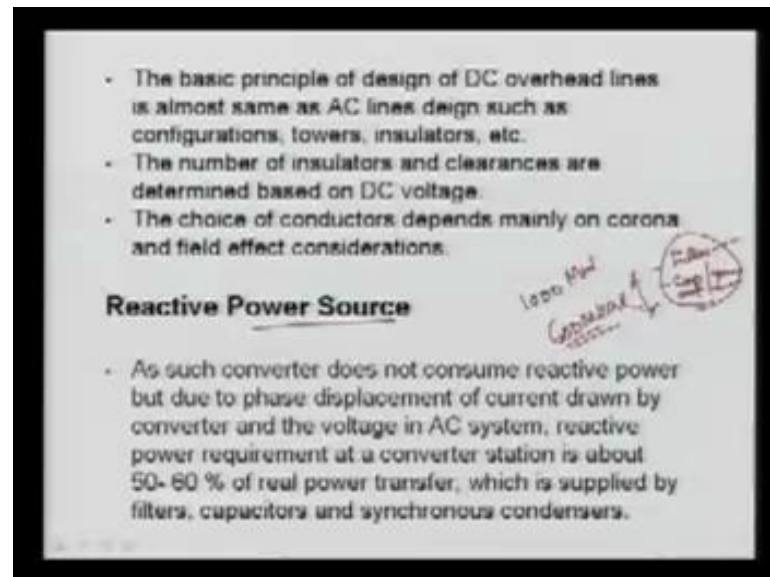 - The basic principle of design of DC overhead lines
is almost same as AC lines deign such as
configurations, towers, insulators, etc.
- The number of insulators and clearances are
determined based on DC voltage.
- The choice of conductors depends mainly on corona
and field effect considerations.
1000 MW
Reactive Power Source
- As such converter does not consume reactive power
but due to phase displacement of current drawn by
converter and the voltage in AC system, reactive
power requirement at a converter station is about
50- 60 % of real power transfer, which is supplied by
filters, capacitors and synchronous condensers.